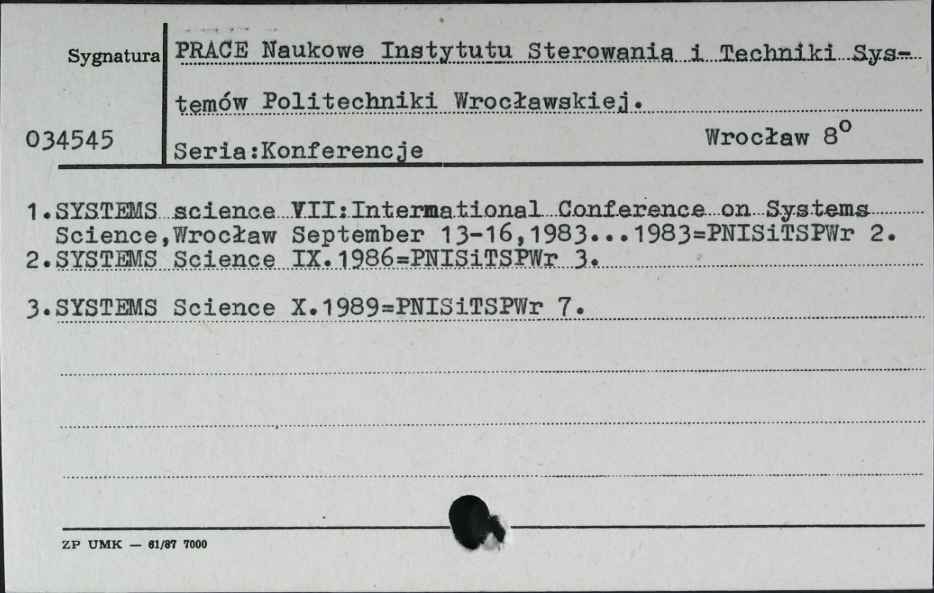 Sygnatura PRACE Naukowe Instytutu Sterowania i Techniki Sys-
temów Politechniki Wrocławskiej.
034545 Wrocław 8°
Seria:Konferencje
1.SYSTEMS science VII:International Conference on Systems
Science,Wrocław September 13-16,1983...1983=PNISiTSPWr 2.
2.SYSTEMS Science IX.1986=PNISiTSPWr 3.
3.SYSTEMS Science X.1989=PNISiTSPWr 7.
ZP UMK — 61/87 7000